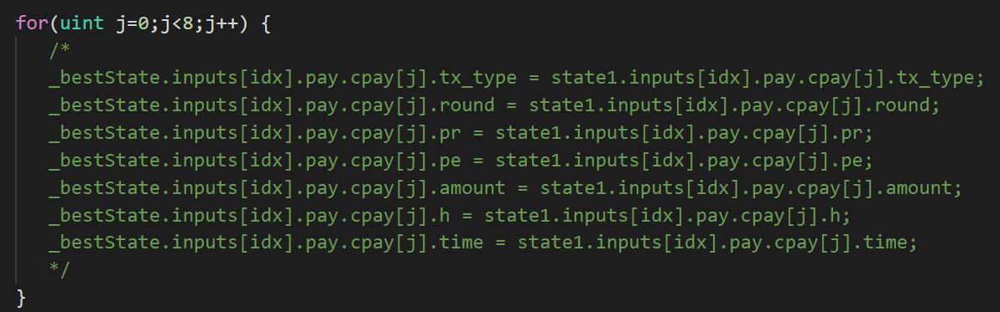 for(uint j=0;j<8;j++) {
/*
_bestState.inputs[idx].pay.cpay[j].tx_type = state1.inputs[idx].pay.cpay[j].tx_type;
_bestState.inputs[idx].pay.cpay[j].round = state1.inputs[idx].pay.cpay[j].round;
_bestState.inputs[idx].pay.cpay[j].pr = state1.inputs[idx].pay.cpay[j].pr;
_bestState.inputs[idx].pay.cpay[j].pe = state1.inputs[idx].pay.cpay[j].pe;
_bestState.inputs[idx].pay.cpay[j].amount = state1.inputs[idx].pay.cpay[j].amount;
_bestState.inputs[idx].pay.cpay[j].h = state1.inputs[idx].pay.cpay[j].h;
_bestState.inputs[idx].pay.cpay[j].time = state1.inputs[idx].pay.cpay[j].time;
*/
}